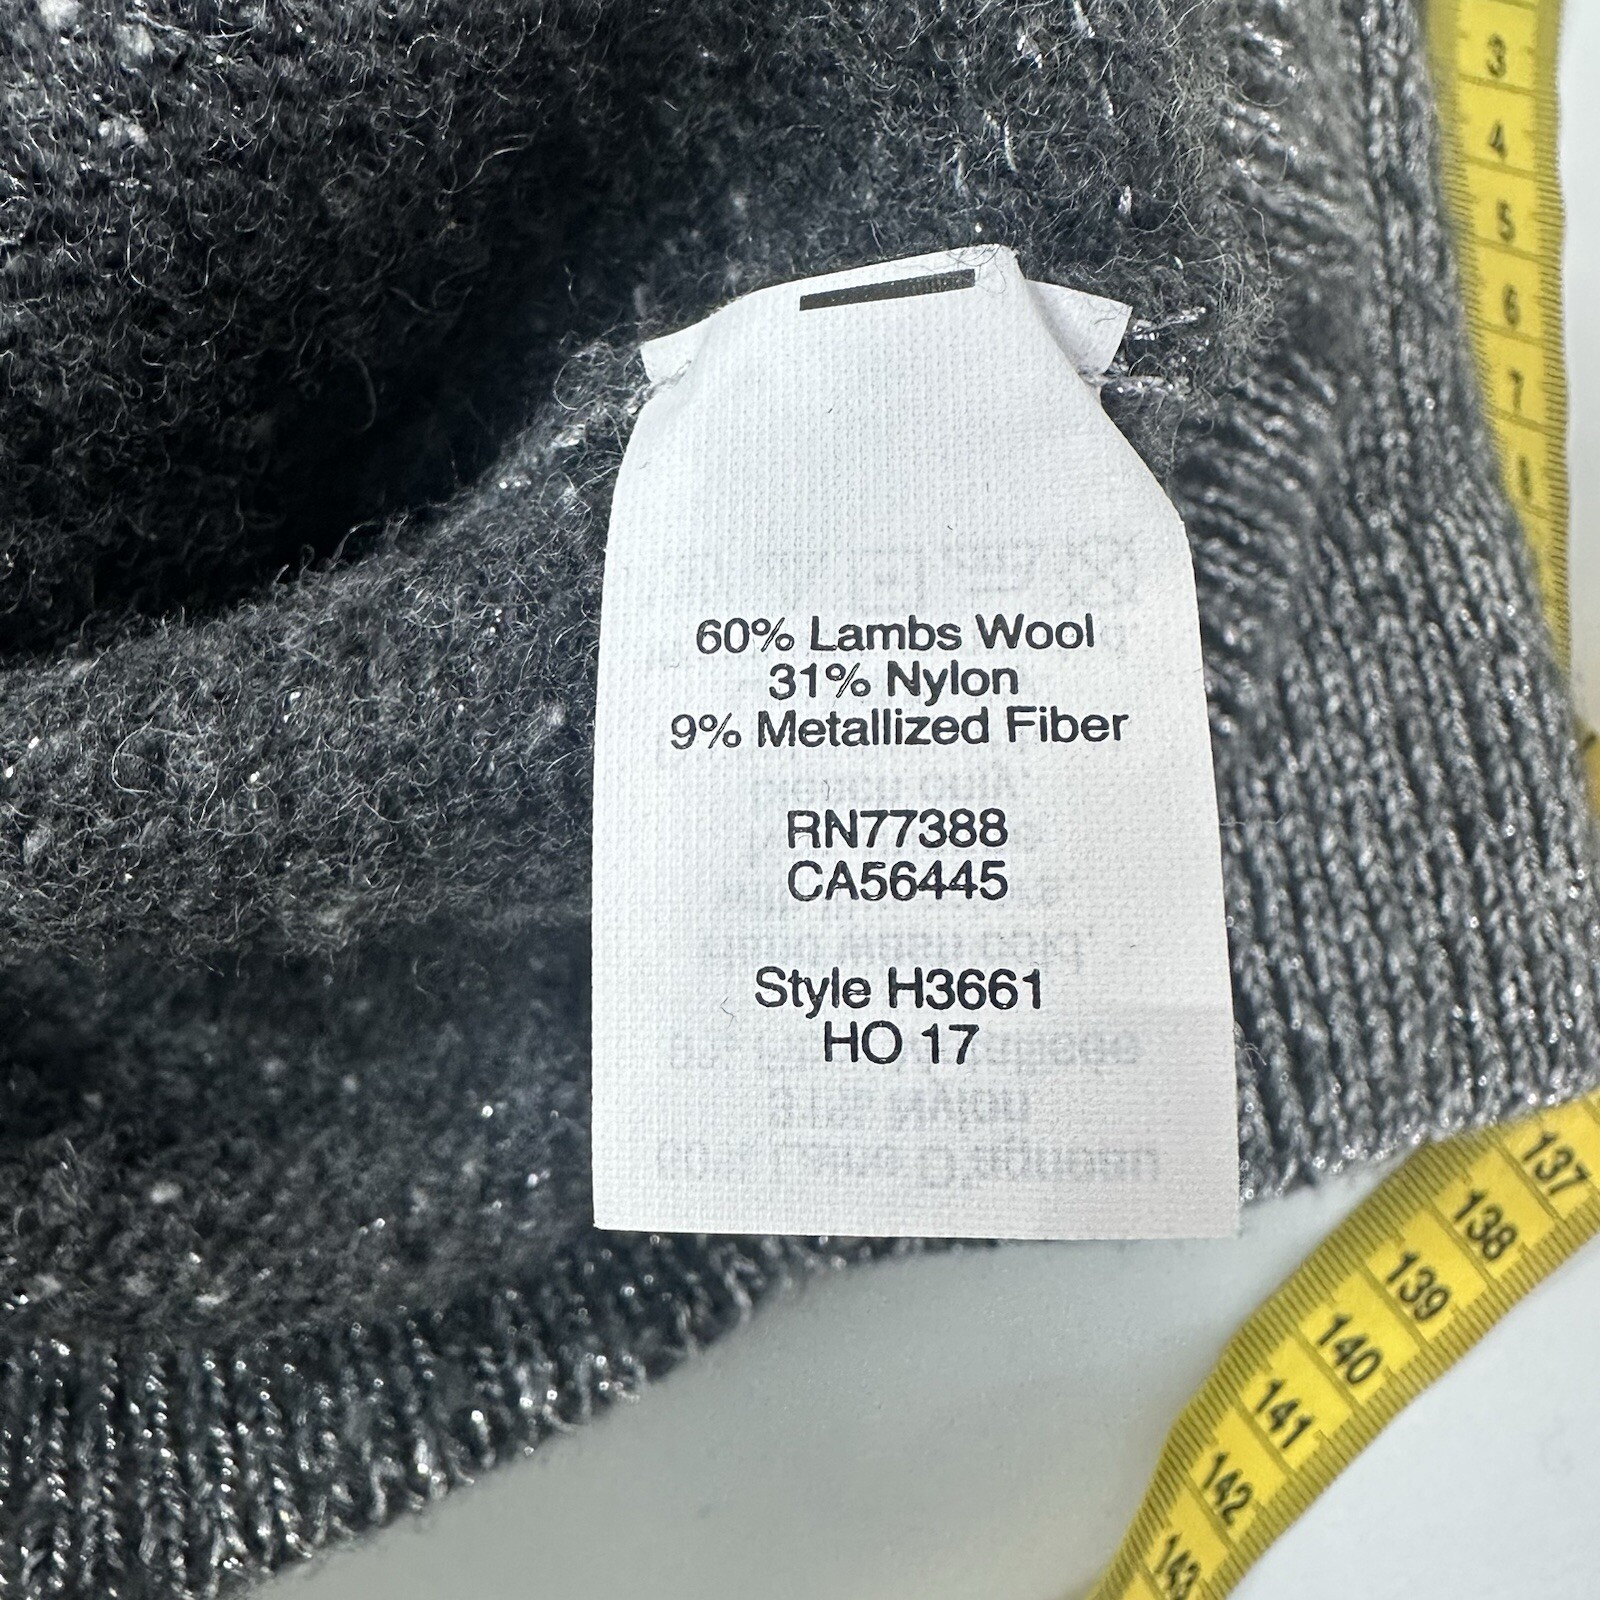 60% Lambs Wool
31% Nylon
9% Metallized Fiber
RN77388
CA56445
Style H3661
HO 17
3
4
5
6
7
8
137
138
139
140
141
142
143